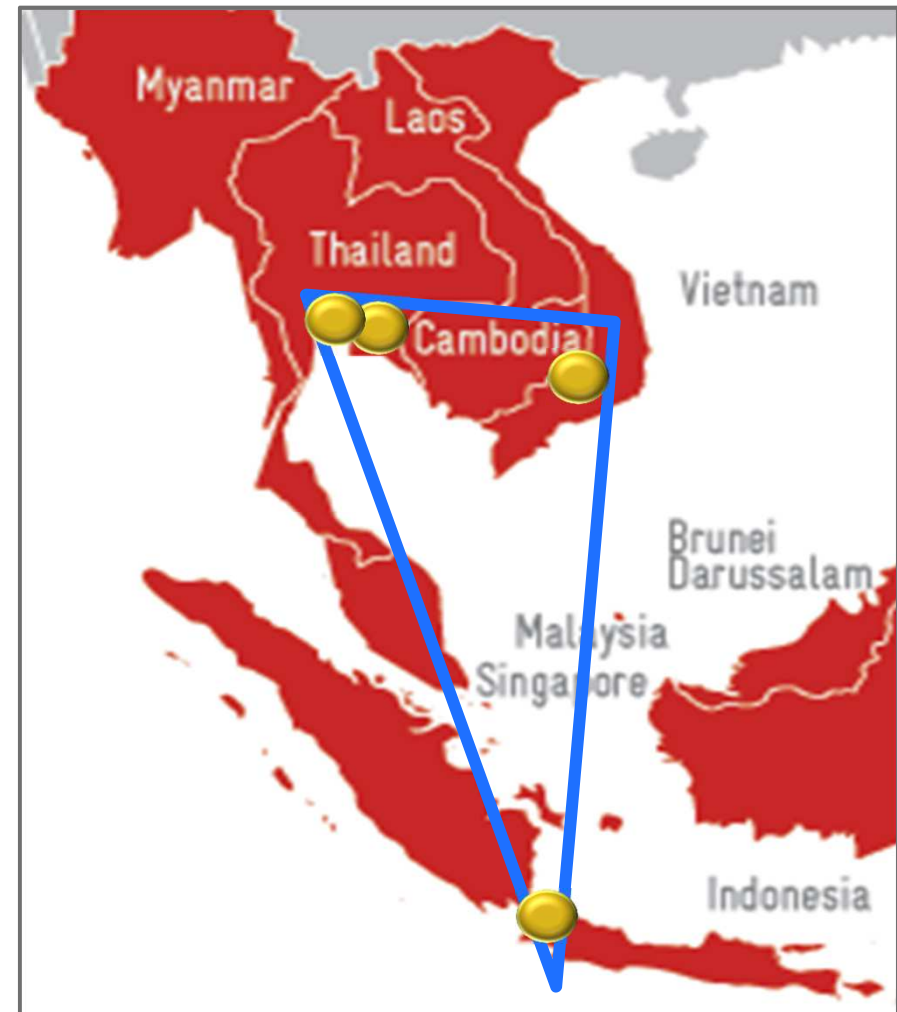 Myanmar
Laos
Thailand
Vietnam
Cambodia
Brunei
Darussalam
Malaysia
Singapore
Indonesia